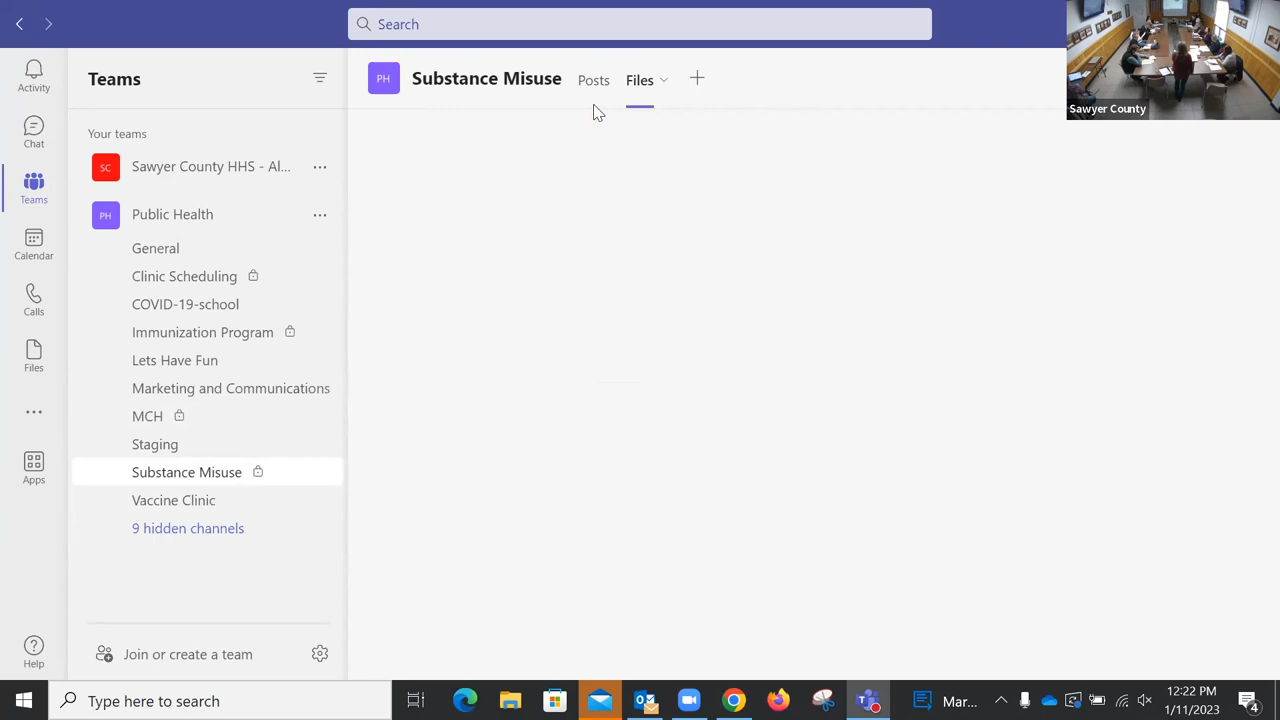 Search
Sawyer County
Activity
Chat
Teams
Calendar
Calls
Files
Apps
Help
Teams
Your teams
SC
Sawyer County HHS - Al...
PH
Public Health
General
Clinic Scheduling
COVID-19-school
Immunization Program
Lets Have Fun
Marketing and Communications
MCH
Staging
Substance Misuse
Vaccine Clinic
9 hidden channels
Join or create a team
PH
Substance Misuse
Posts
Files
Type here to search
Mar...
12:22 PM
1/11/2023
4